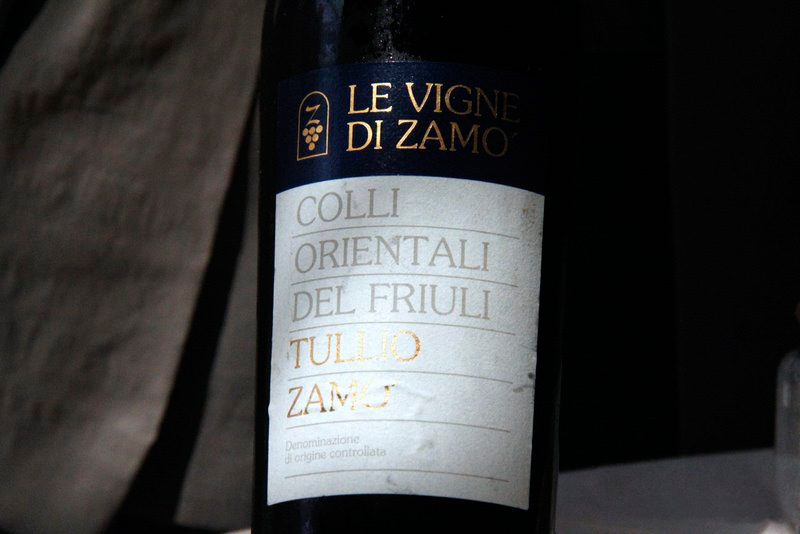 Z
LE VIGNE
DI ZAMO'
COLLI
ORIENTALI
DEL FRIULI
TULLIO
ZAMO'
Denominazione
di origine controllata